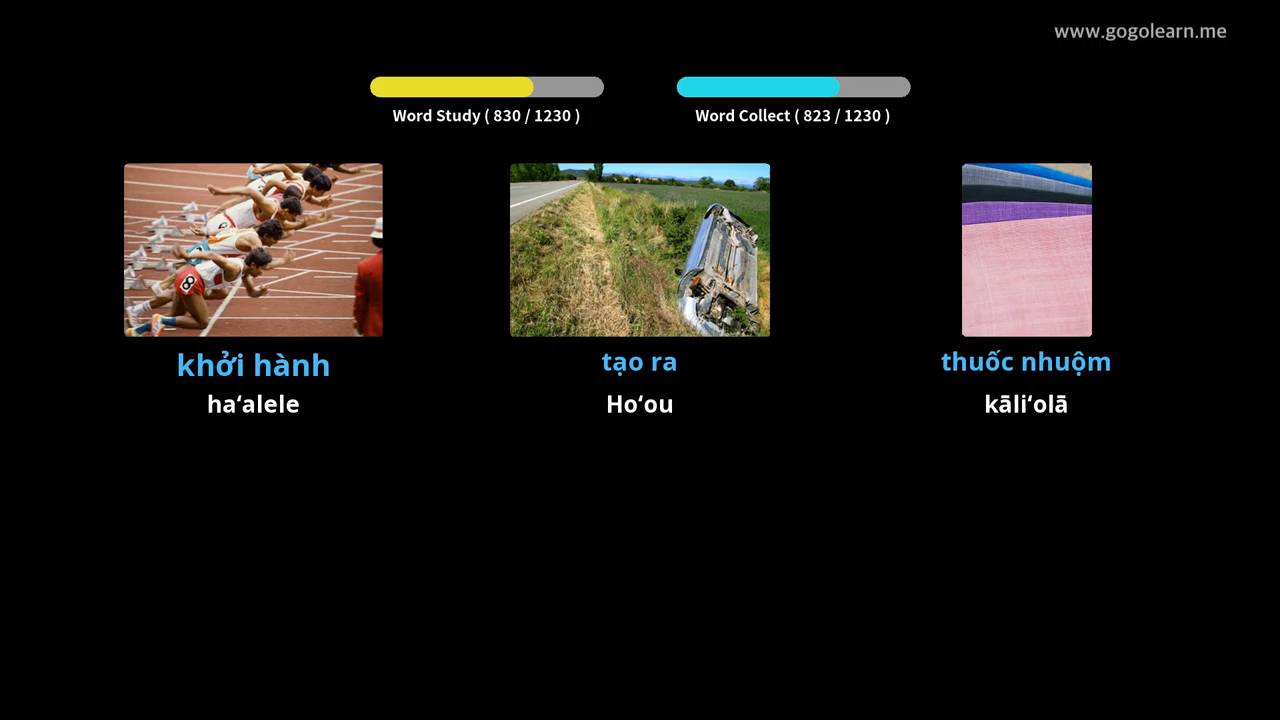 www.gogolearn.me
Word Study ( 830 / 1230 )
Word Collect ( 823 / 1230 )
8
khởi hành
tạo ra
thuốc nhuộm
haʻalele
Hoʻou
kāliʻolā